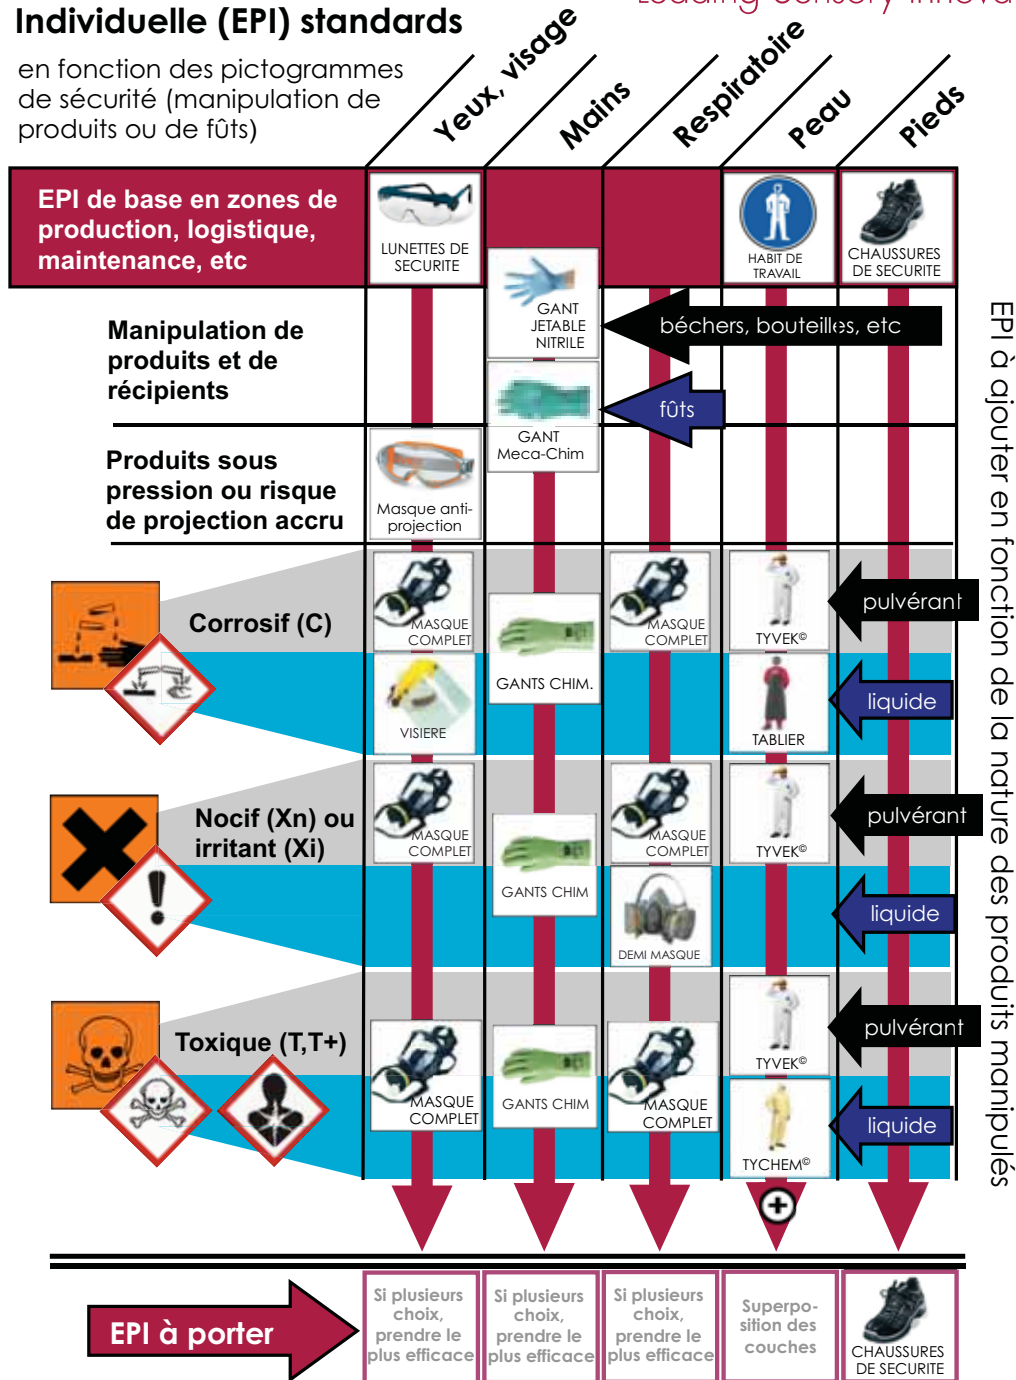 Leading Sensory Innova
Individuelle (EPI) standards
en fonction des pictogrammes
de sécurité (manipulation de
produits ou de fûts)
Yeux, visage
Mains
Respiratoire
Peau
Pieds
EPI de base en zones de
production, logistique,
maintenance, etc
LUNETTES DE
SECURITE
HABIT DE
TRAVAIL
CHAUSSURES
DE SECURITE
Manipulation de
produits et de
récipients
GANT
JETABLE
NITRILE
béchers, bouteilles, etc
GANT
Meca-Chim
fûts
Produits sous
pression ou risque
de projection accru
Masque anti-
projection
Corrosif (C)
MASQUE
COMPLET
GANTS CHIM.
MASQUE
COMPLET
TYVEK©
pulvérant
VISIERE
TABLIER
liquide
Nocif (Xn) ou
irritant (Xi)
MASQUE
COMPLET
GANTS CHIM
MASQUE
COMPLET
TYVEK©
pulvérant
DEMI MASQUE
liquide
Toxique (T,T+)
MASQUE
COMPLET
GANTS CHIM
MASQUE
COMPLET
TYVEK©
pulvérant
TYCHEM©
liquide
EPI à ajouter en fonction de la nature des produits manipulés
EPI à porter
Si plusieurs
choix,
prendre le
plus efficace
Si plusieurs
choix,
prendre le
plus efficace
Si plusieurs
choix,
prendre le
plus efficace
Superpo-
sition des
couches
CHAUSSURES
DE SECURITE